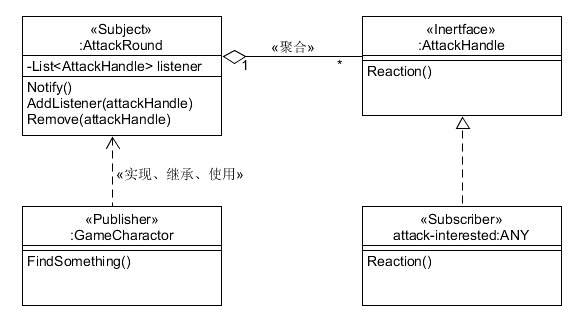 «Subject»
:AttackRound
-List<AttackHandle> listener
Notify()
AddListener(attackHandle)
Remove(attackHandle)
«聚合»
1
*
«Inertface»
:AttackHandle
Reaction()
«实现、继承、使用»
«Publisher»
:GameCharactor
FindSomething()
«Subscriber»
attack-interested:ANY
Reaction()